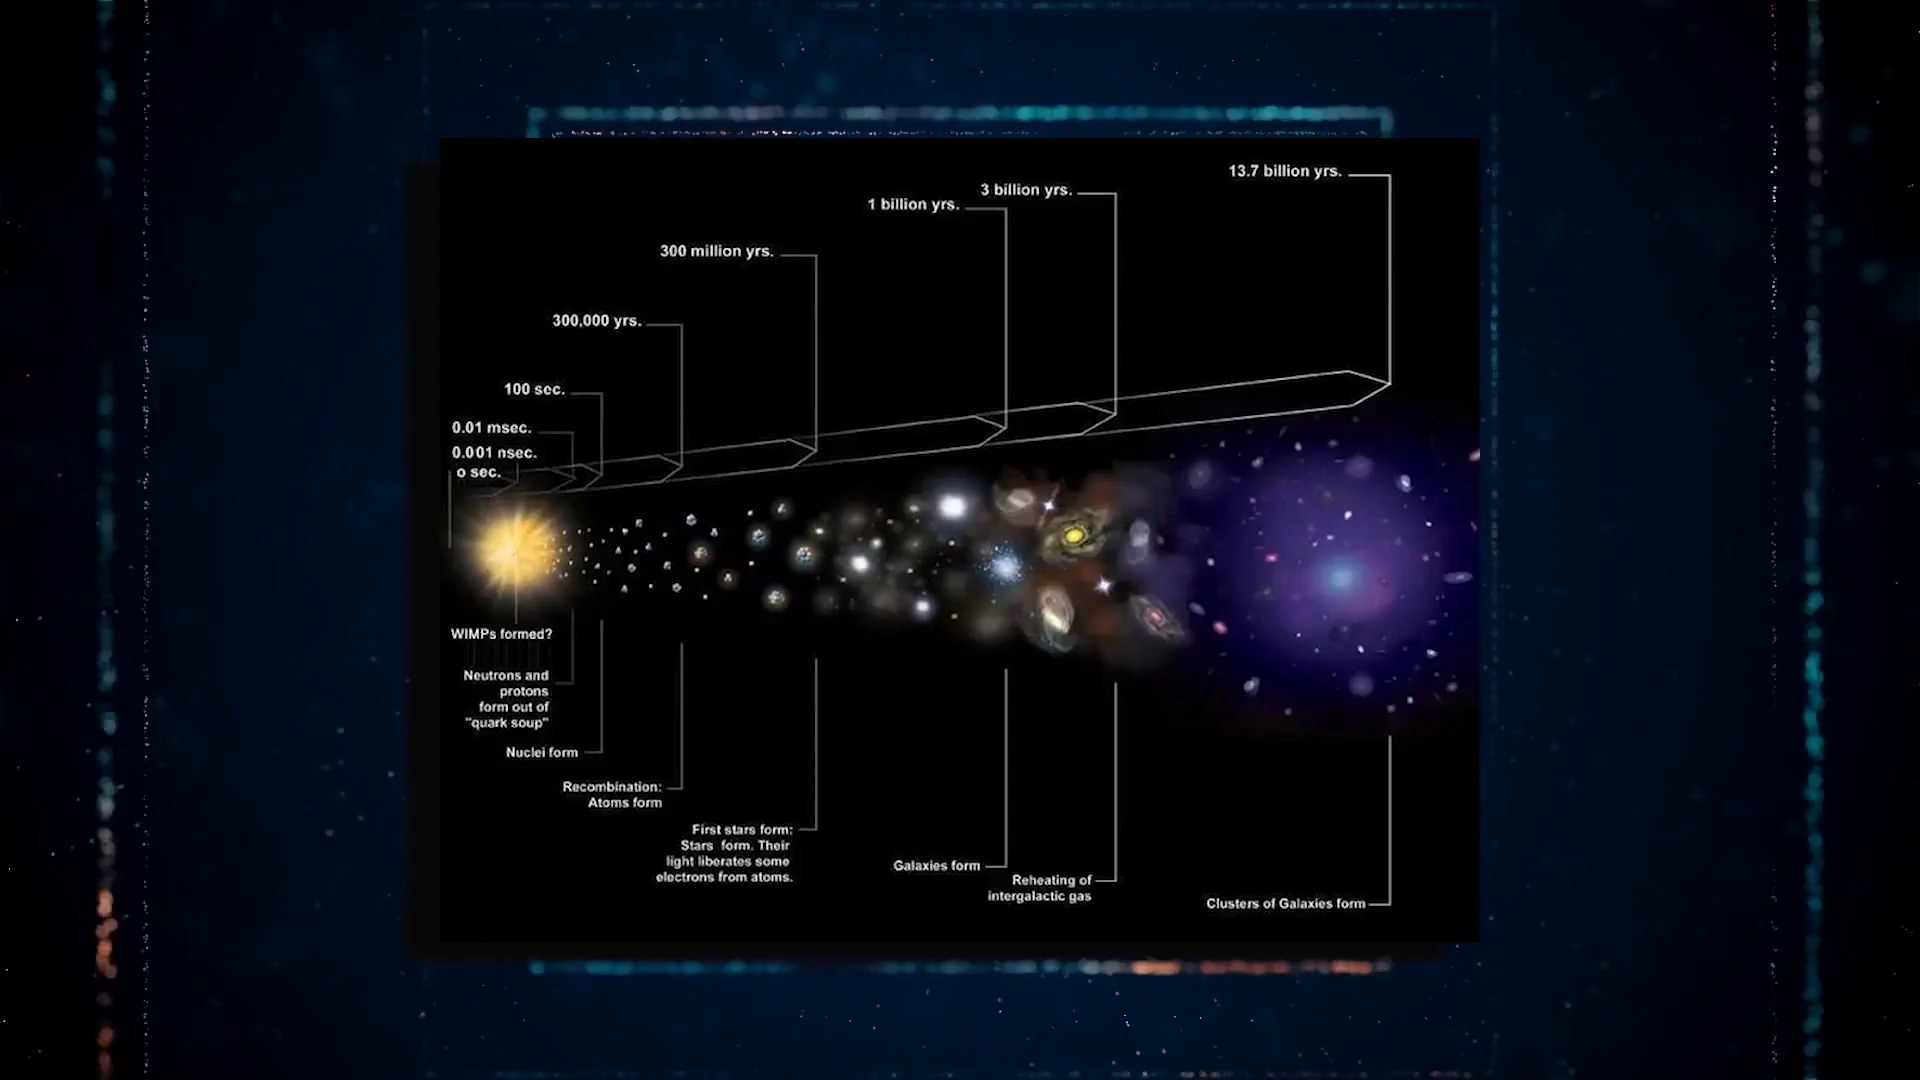 13.7 billion yrs.
3 billion yrs.
1 billion yrs.
300 million yrs.
300,000 yrs.
100 sec.
0.01 msec.
0.001 nsec.
o sec.
WIMPs formed?
Neutrons and
protons
form out of
"quark soup"
Nuclei form
Recombination:
Atoms form
First stars form:
Stars form. Their
light liberates some
electrons from atoms.
Galaxies form
Reheating of
intergalactic gas
Clusters of Galaxies form